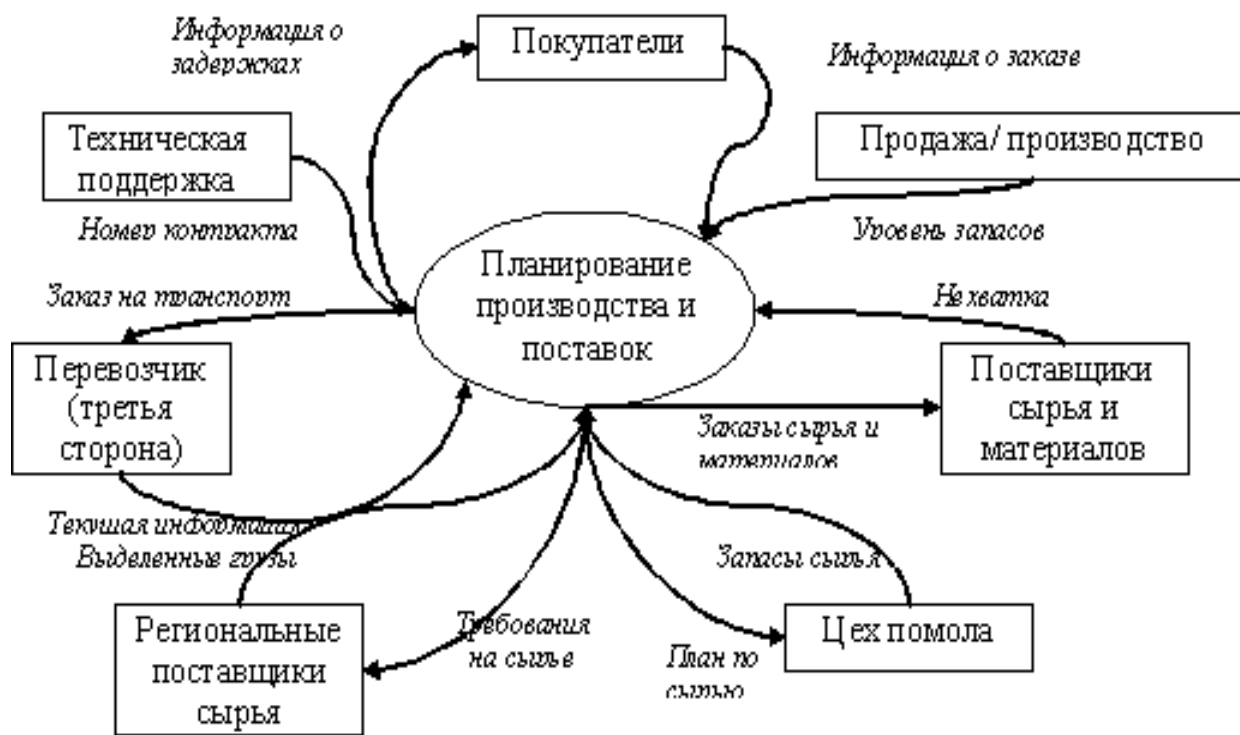 Информация о
задержках
Покупатели
Информация о заказе
Техническая
поддержка
Продажа/ производство
Номер контракта
Уровень запасов
Планирование
производства и
поставок
Заказ на транспорт
Нехватка
Перевозчик
(третья
сторона)
Поставщики
сырья и
материалов
Заказы сырья и
материалов
Текущая информация
Выделенные грузы
Запасы сырья
Региональные
поставщики
сырья
Требования
на сырье
План по
сырью
Цех помола